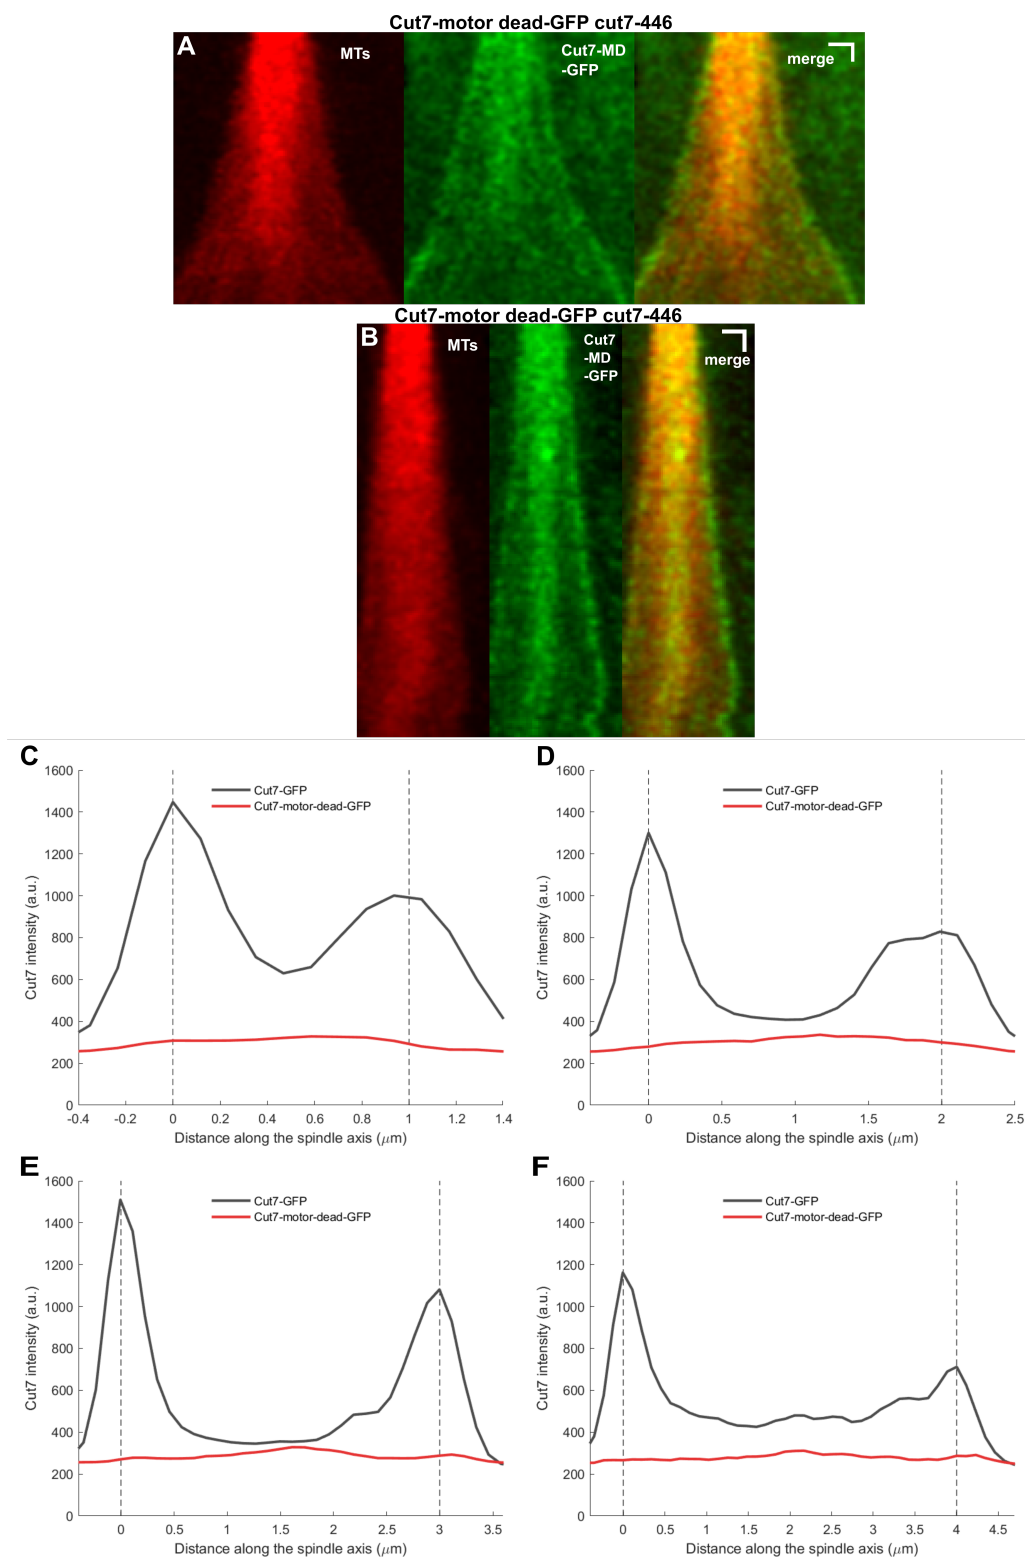 Cut7-motor dead-GFP cut7-446
A
MTs
Cut7-MD
-GFP
merge
Cut7-motor dead-GFP cut7-446
B
MTs
Cut7
-MD
-GFP
merge
C
1600
1400
1200
1000
800
600
400
200
0
Cut7 intensity (a.u.)
Cut7-GFP
Cut7-motor-dead-GFP
-0.4 -0.2 0 0.2 0.4 0.6 0.8 1 1.2 1.4
Distance along the spindle axis (μm)
D
1600
1400
1200
1000
800
600
400
200
0
Cut7 intensity (a.u.)
Cut7-GFP
Cut7-motor-dead-GFP
0 0.5 1 1.5 2 2.5
Distance along the spindle axis (μm)
E
1600
1400
1200
1000
800
600
400
200
0
Cut7 intensity (a.u.)
Cut7-GFP
Cut7-motor-dead-GFP
0 0.5 1 1.5 2 2.5 3 3.5
Distance along the spindle axis (μm)
F
1600
1400
1200
1000
800
600
400
200
0
Cut7 intensity (a.u.)
Cut7-GFP
Cut7-motor-dead-GFP
0 0.5 1 1.5 2 2.5 3 3.5 4 4.5
Distance along the spindle axis (μm)